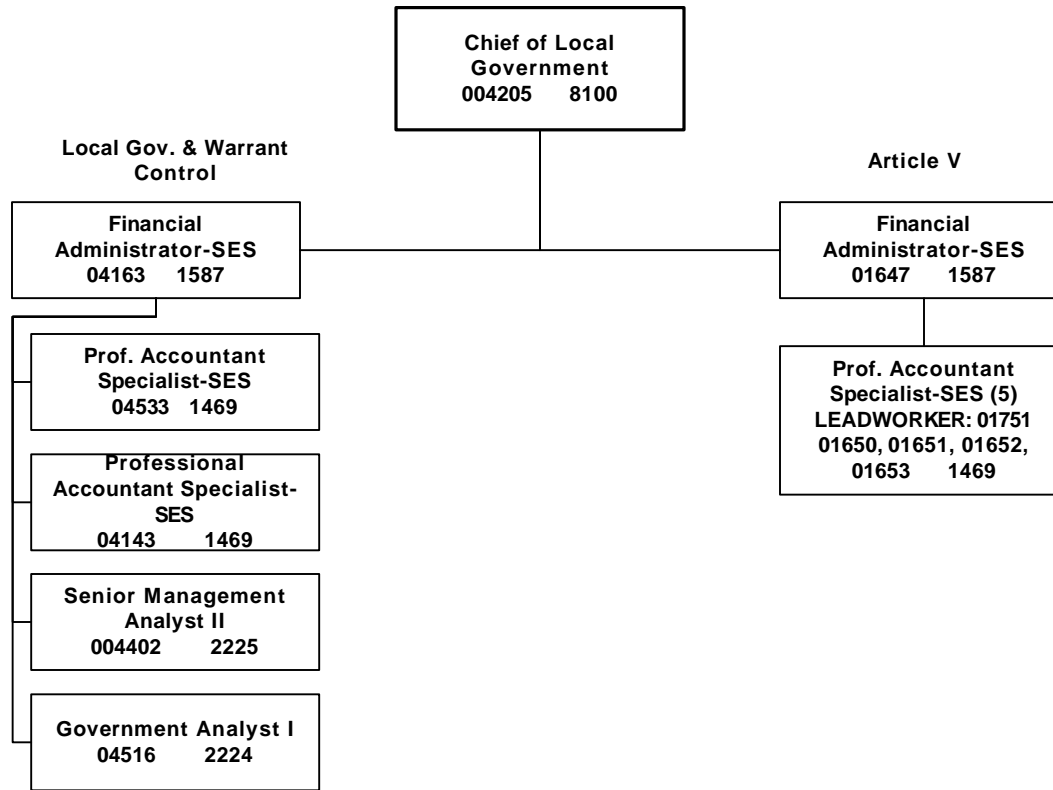 Chief of Local
Government
004205 8100
Local Gov. & Warrant
Control
Article V
Financial
Administrator-SES
04163 1587
Financial
Administrator-SES
01647 1587
Prof. Accountant
Specialist-SES
04533 1469
Professional
Accountant Specialist-
SES
04143 1469
Senior Management
Analyst II
004402 2225
Government Analyst I
04516 2224
Prof. Accountant
Specialist-SES (5)
LEADWORKER: 01751
01650, 01651, 01652,
01653 1469